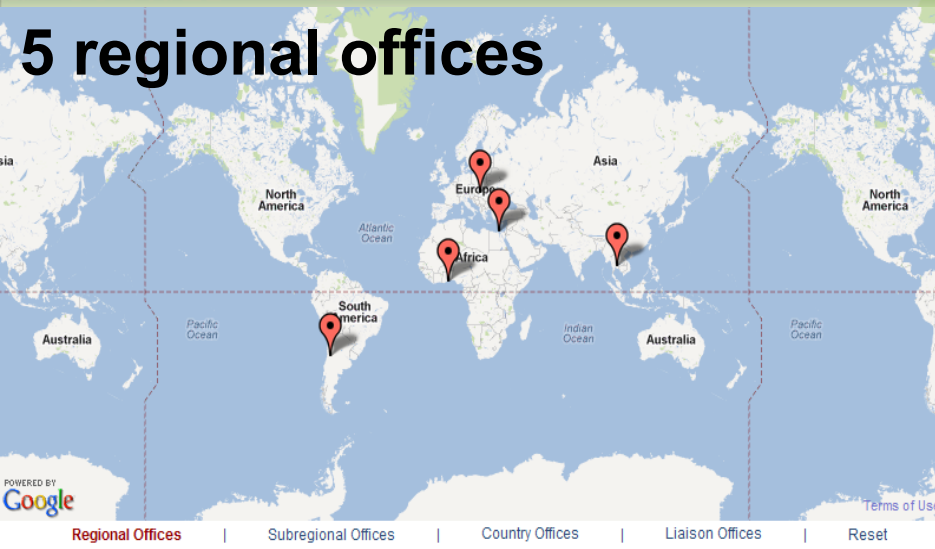 5 regional offices
sia
Asia
North
America
Europe
North
America
Atlantic
Ocean
Africa
South
America
Pacific
Ocean
Indian
Ocean
Pacific
Ocean
Australia
Australia
POWERED BY
Google
Terms of Use
Regional Offices | Subregional Offices | Country Offices | Liaison Offices | Reset